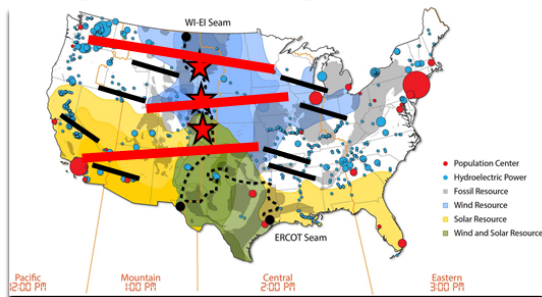 WI-EI Seam
Population Center
Hydroelectric Power
Fossil Resource
Wind Resource
Solar Resource
Wind and Solar Resource
ERCOT Seam
Pacific Mountain Central Eastern
12:00 PM 1:00 PM 2:00 PM 3:00 PM